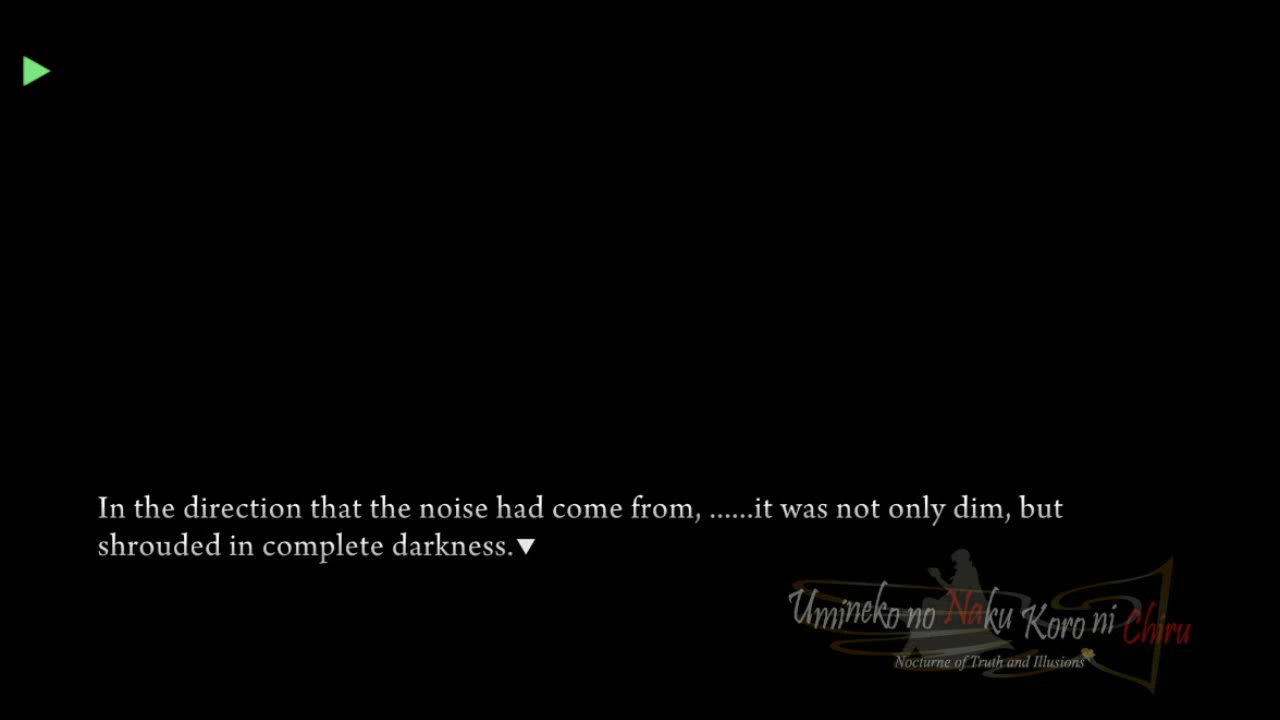 In the direction that the noise had come from, ......it was not only dim, but
shrouded in complete darkness.
Umineko no Naku Koro ni Chiru
Nocturne of Truth and Illusions